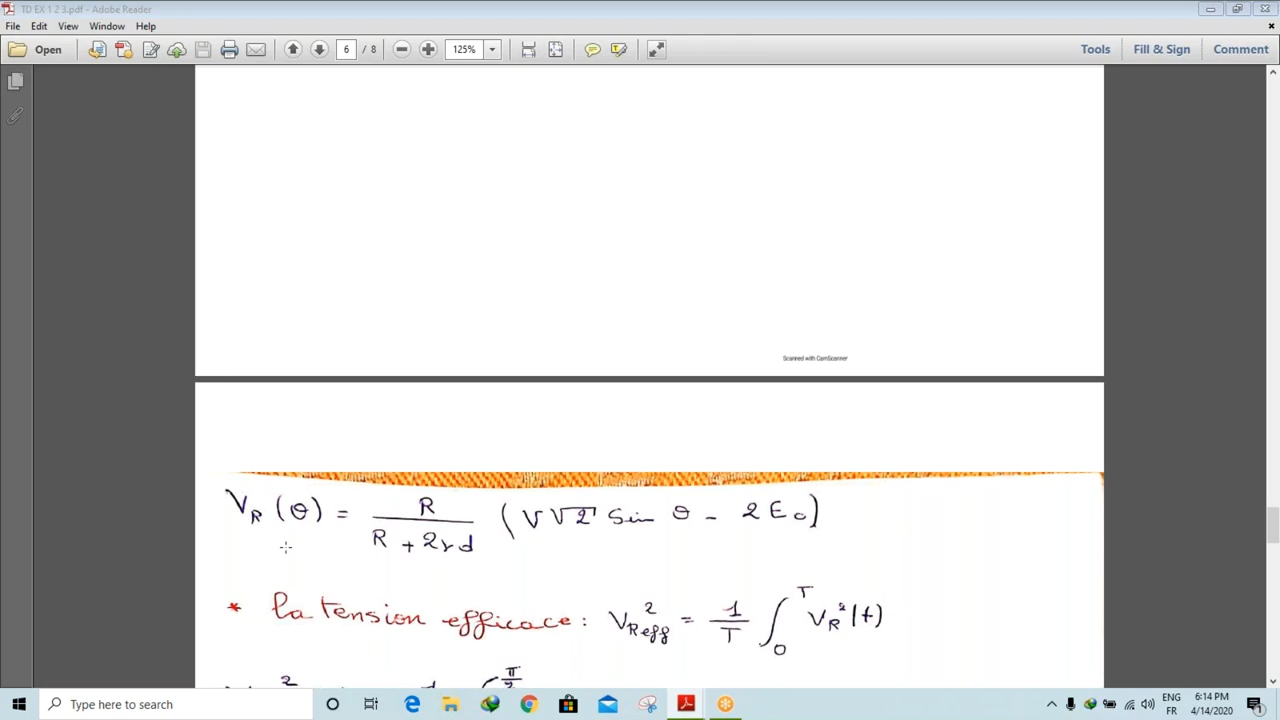 TD EX 1 2 3.pdf - Adobe Reader
File Edit View Window Help
Open 6 / 8 125% Tools Fill & Sign Comment
Scanned with CamScanner
V_R (θ) = R / (R + 2rd) (V√2 Sin θ - 2E_0)
* la tension efficace : V_Reff² = 1/T ∫_0^T V_R²(t)
π/2
Type here to search
ENG 6:14 PM
FR 4/14/2020